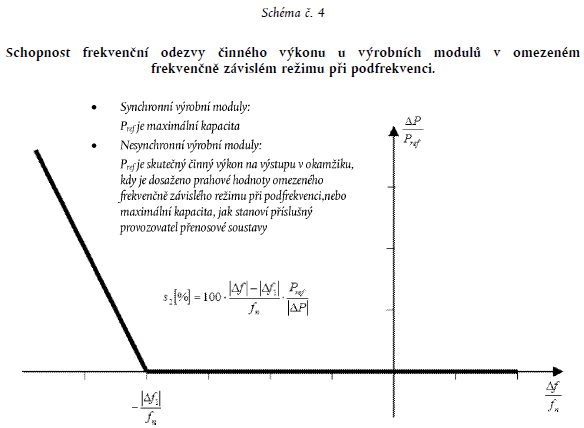 Schéma č. 4
Schopnost frekvenční odezvy činného výkonu u výrobních modulů v omezeném
frekvenčně závislém režimu při podfrekvenci.
• Synchronní výrobní moduly:
Pref je maximální kapacita
• Nesynchronní výrobní moduly:
Pref je skutečný činný výkon na výstupu v okamžiku,
kdy je dosaženo prahové hodnoty omezeného
frekvenčně závislého režimu při podfrekvenci,nebo
maximální kapacita, jak stanoví příslušný
provozovatel přenosové soustavy
ΔP/Pref
s2[%] = 100 · (|Δf| − |Δf1|)/fn · Pref/|ΔP|
−|Δf1|/fn
Δf/fn